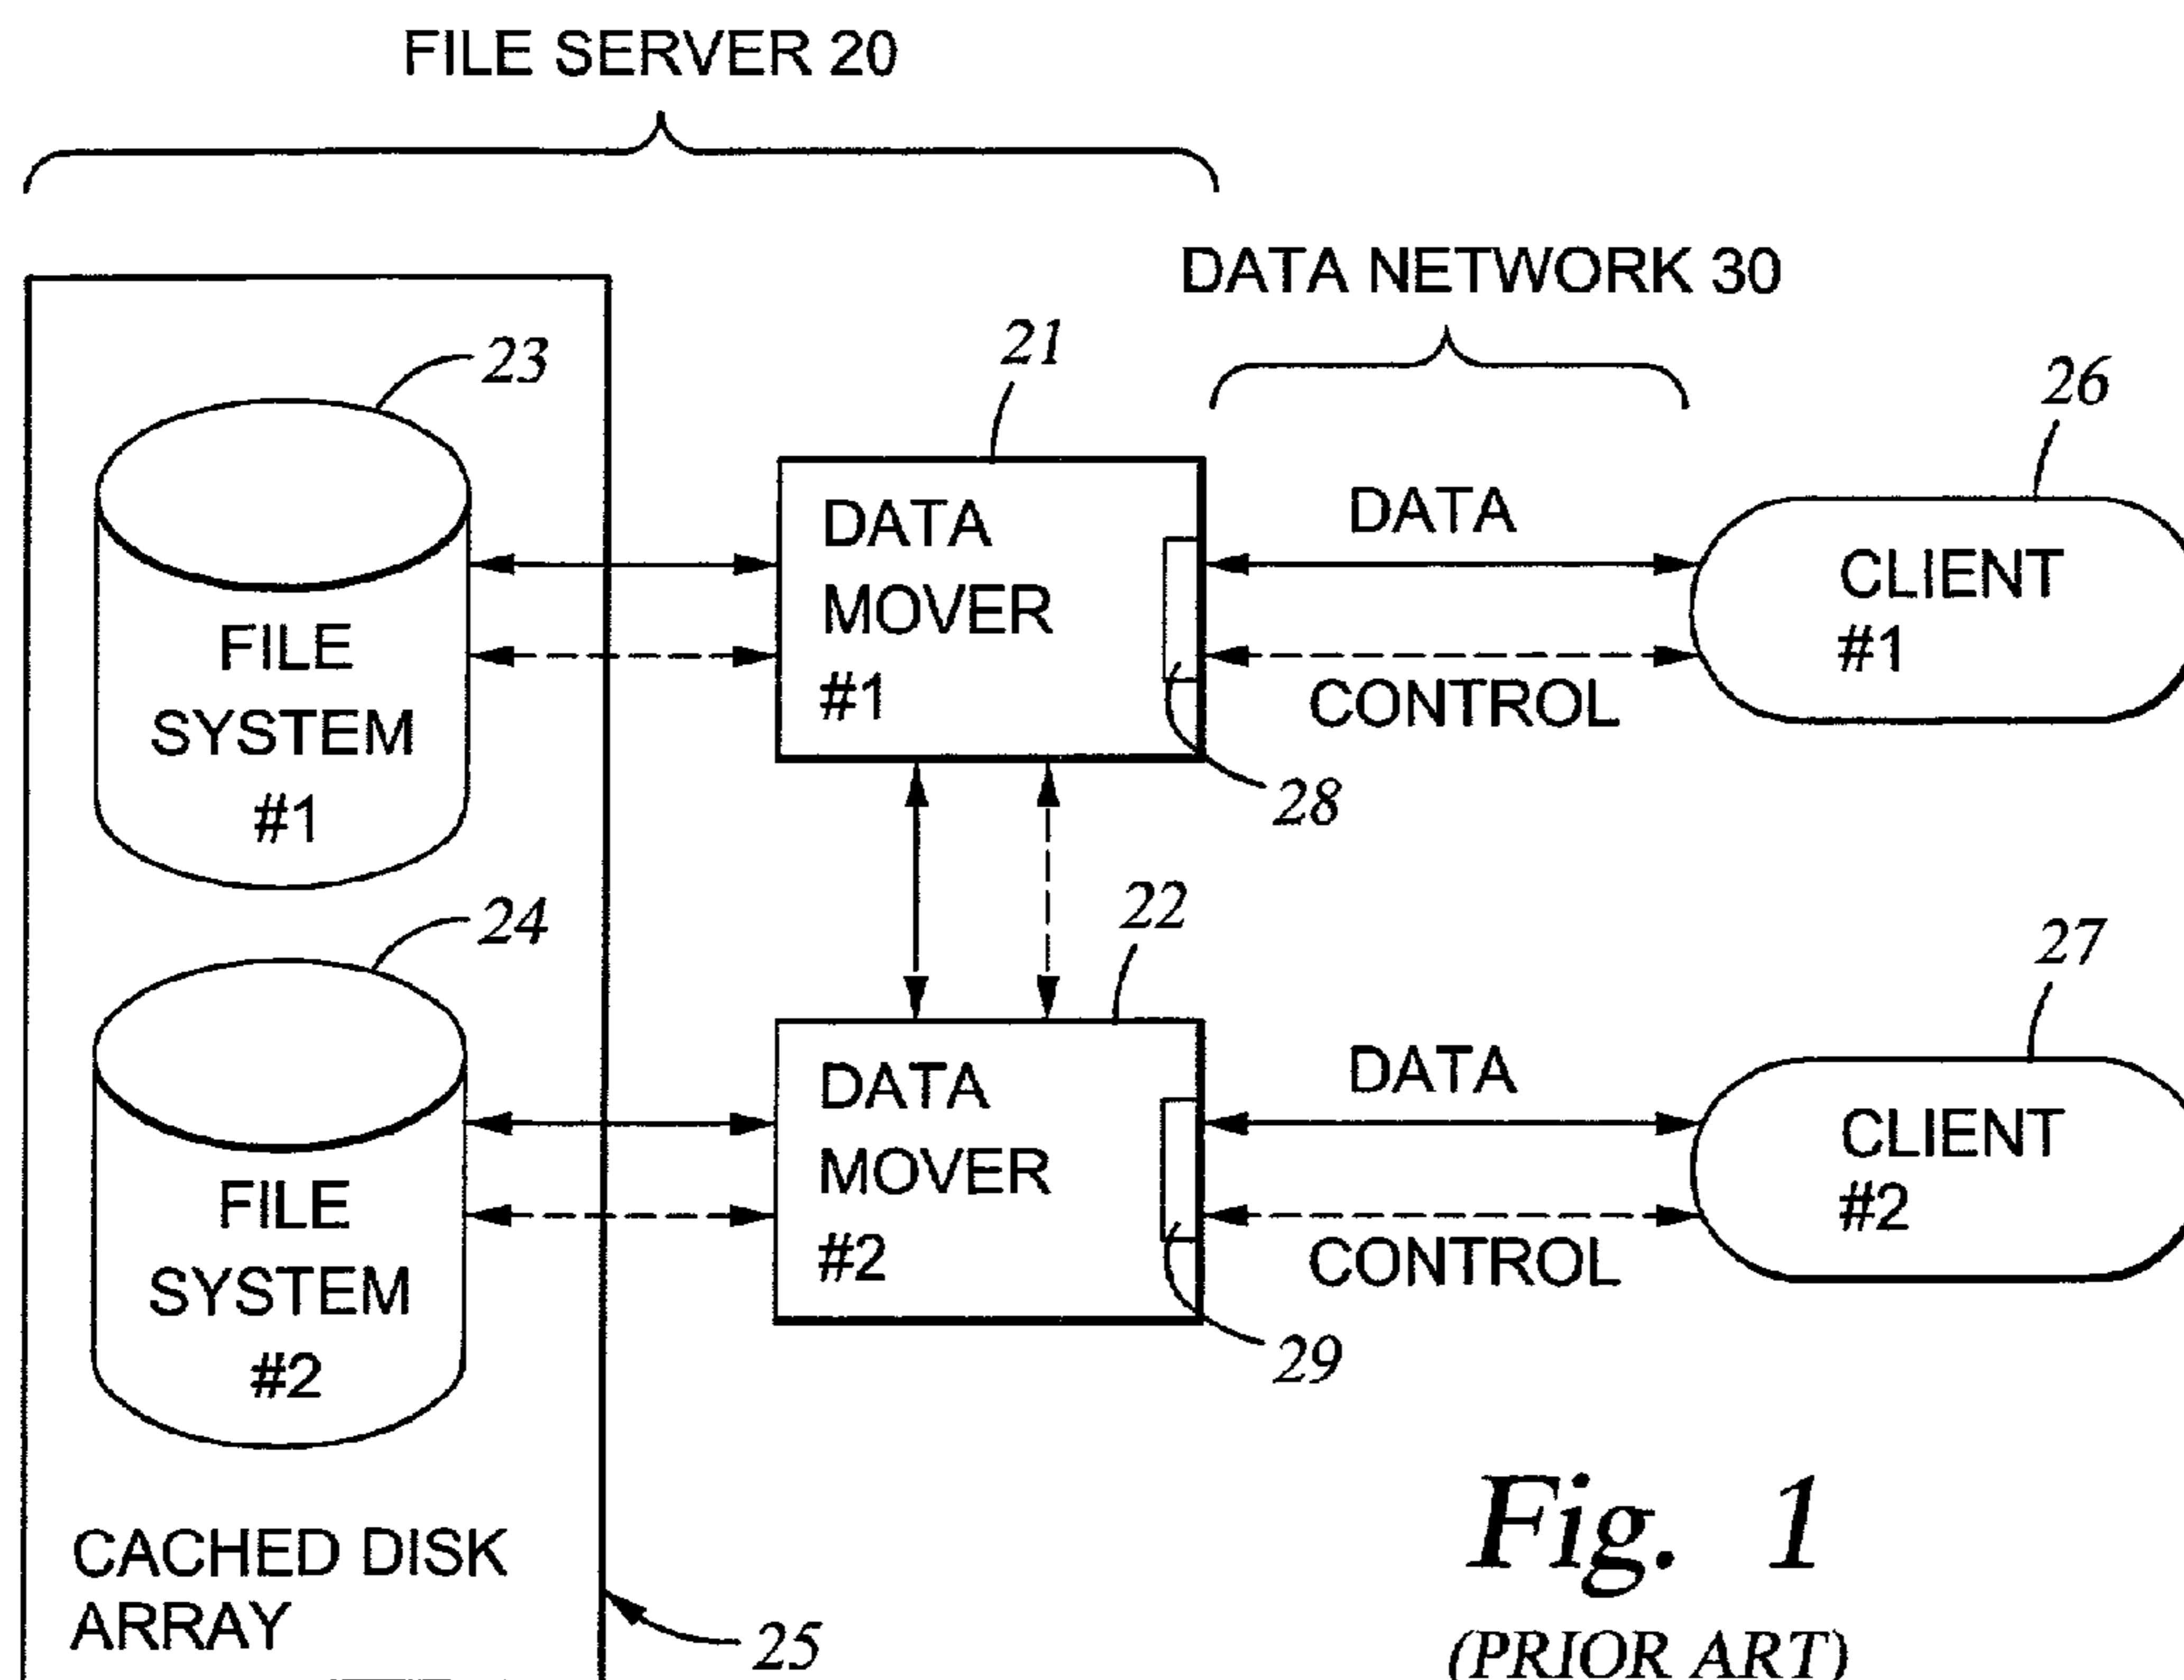 FILE SERVER 20
DATA NETWORK 30
23
21
26
FILE
SYSTEM
#1
DATA
MOVER
#1
DATA
CONTROL
CLIENT
#1
28
24
22
27
FILE
SYSTEM
#2
DATA
MOVER
#2
DATA
CONTROL
CLIENT
#2
29
CACHED DISK
ARRAY
25
Fig. 1
(PRIOR ART)